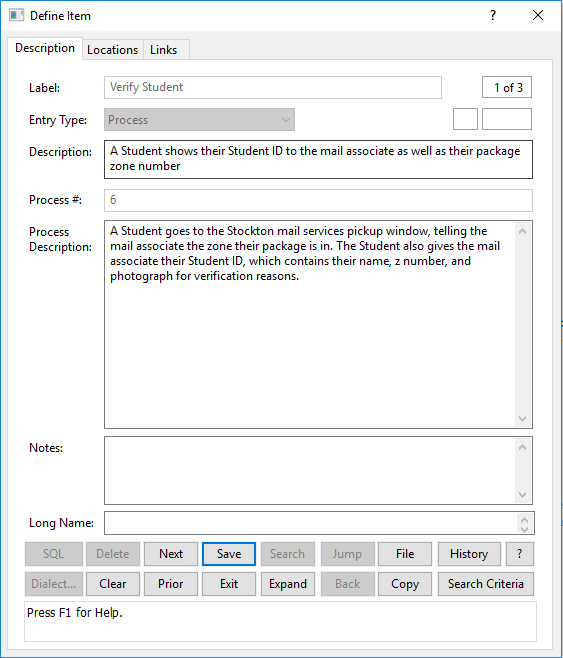 Define Item
?
Description Locations Links
Label: Verify Student 1 of 3
Entry Type: Process
Description: A Student shows their Student ID to the mail associate as well as their package
zone number
Process #: 6
Process
Description:
A Student goes to the Stockton mail services pickup window, telling the
mail associate the zone their package is in. The Student also gives the mail
associate their Student ID, which contains their name, z number, and
photograph for verification reasons.
Notes:
Long Name:
SQL Delete Next Save Search Jump File History ?
Dialect... Clear Prior Exit Expand Back Copy Search Criteria
Press F1 for Help.